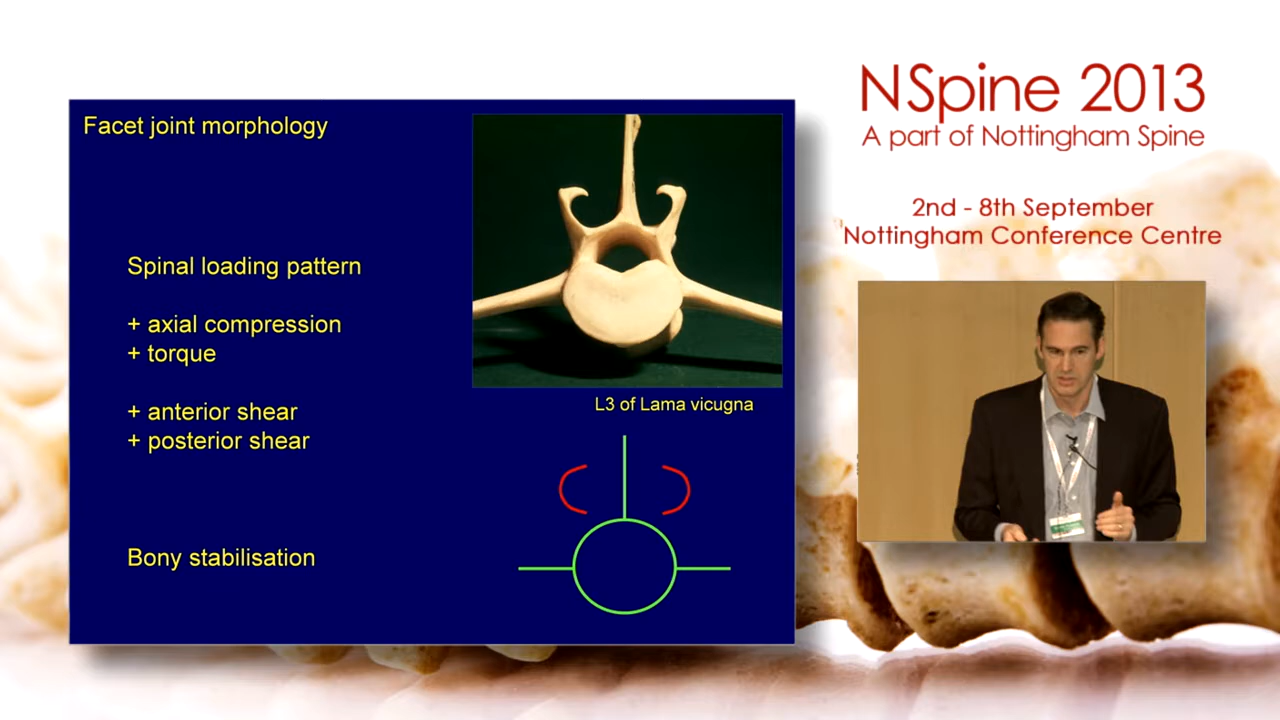 Facet joint morphology
Spinal loading pattern
+ axial compression
+ torque
+ anterior shear
+ posterior shear
Bony stabilisation
L3 of Lama vicugna
NSpine 2013
A part of Nottingham Spine
2nd - 8th September
Nottingham Conference Centre